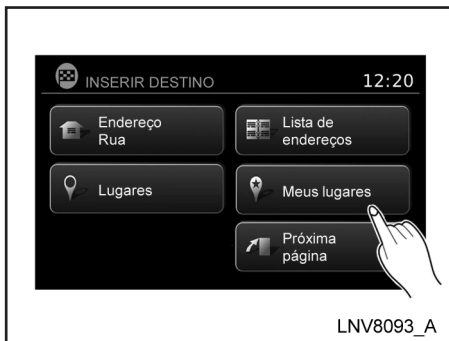 INSERIR DESTINO 12:20
Endereço
Rua
Lista de
endereços
Lugares
Meus lugares
Próxima
página
LNV8093_A